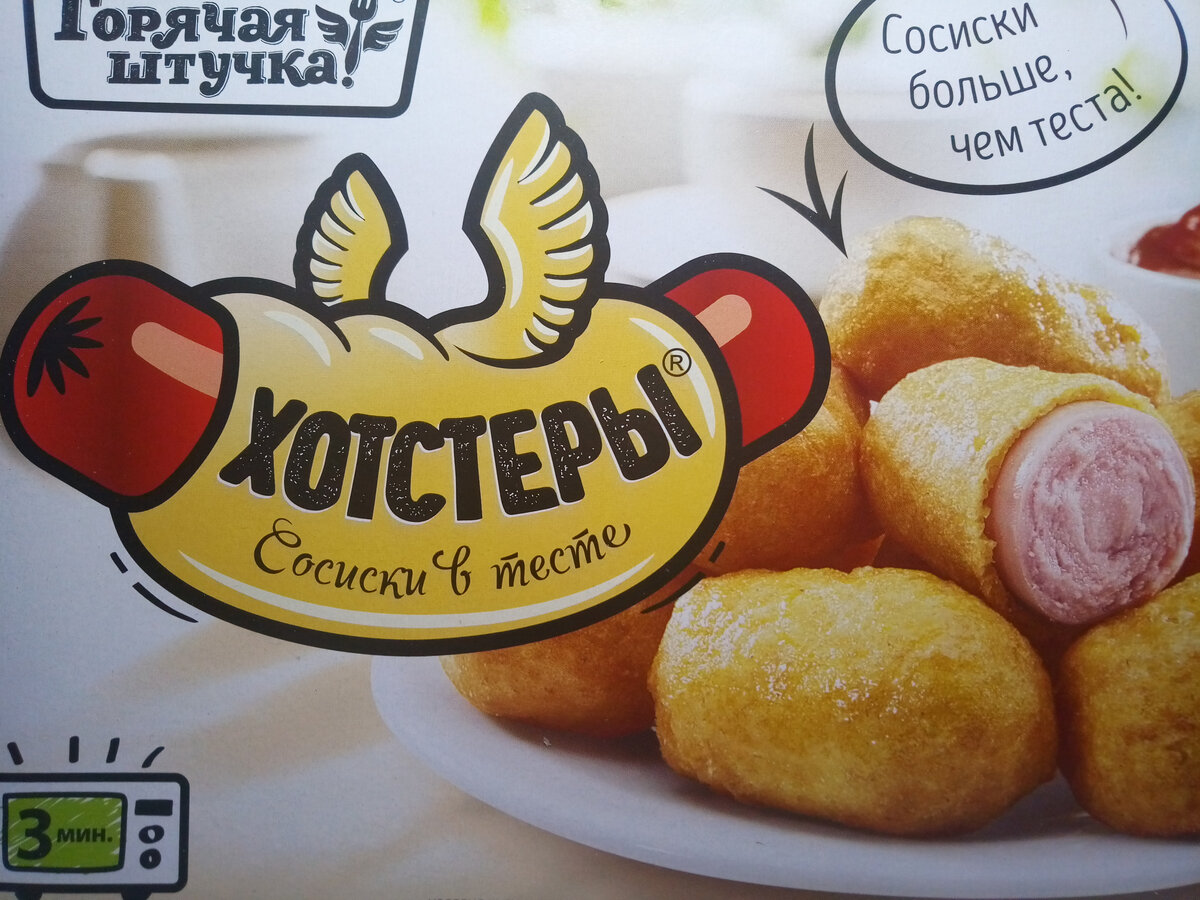 Горячая
штучка!
Сосиски
больше,
чем теста!
ХОТСТЕРЫ®
Сосиски в тесте
3 мин.